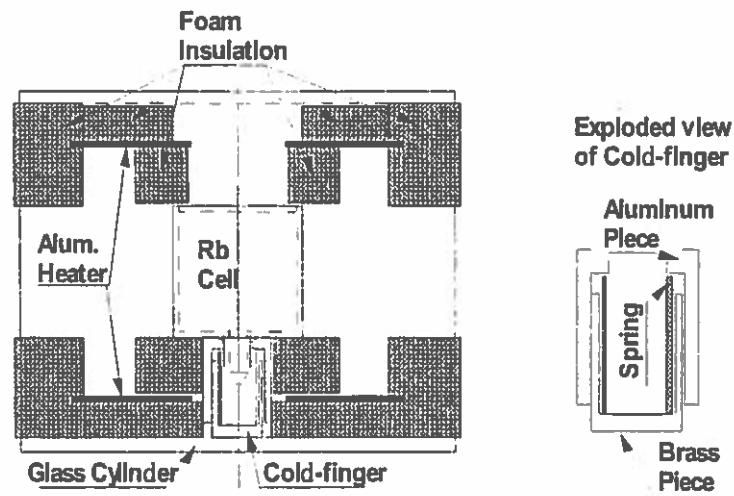 Foam
Insulation
Exploded view
of Cold-finger
Aluminum
Piece
Alum.
Heater
Rb
Cell
Spring
Glass Cylinder
Cold-finger
Brass
Piece